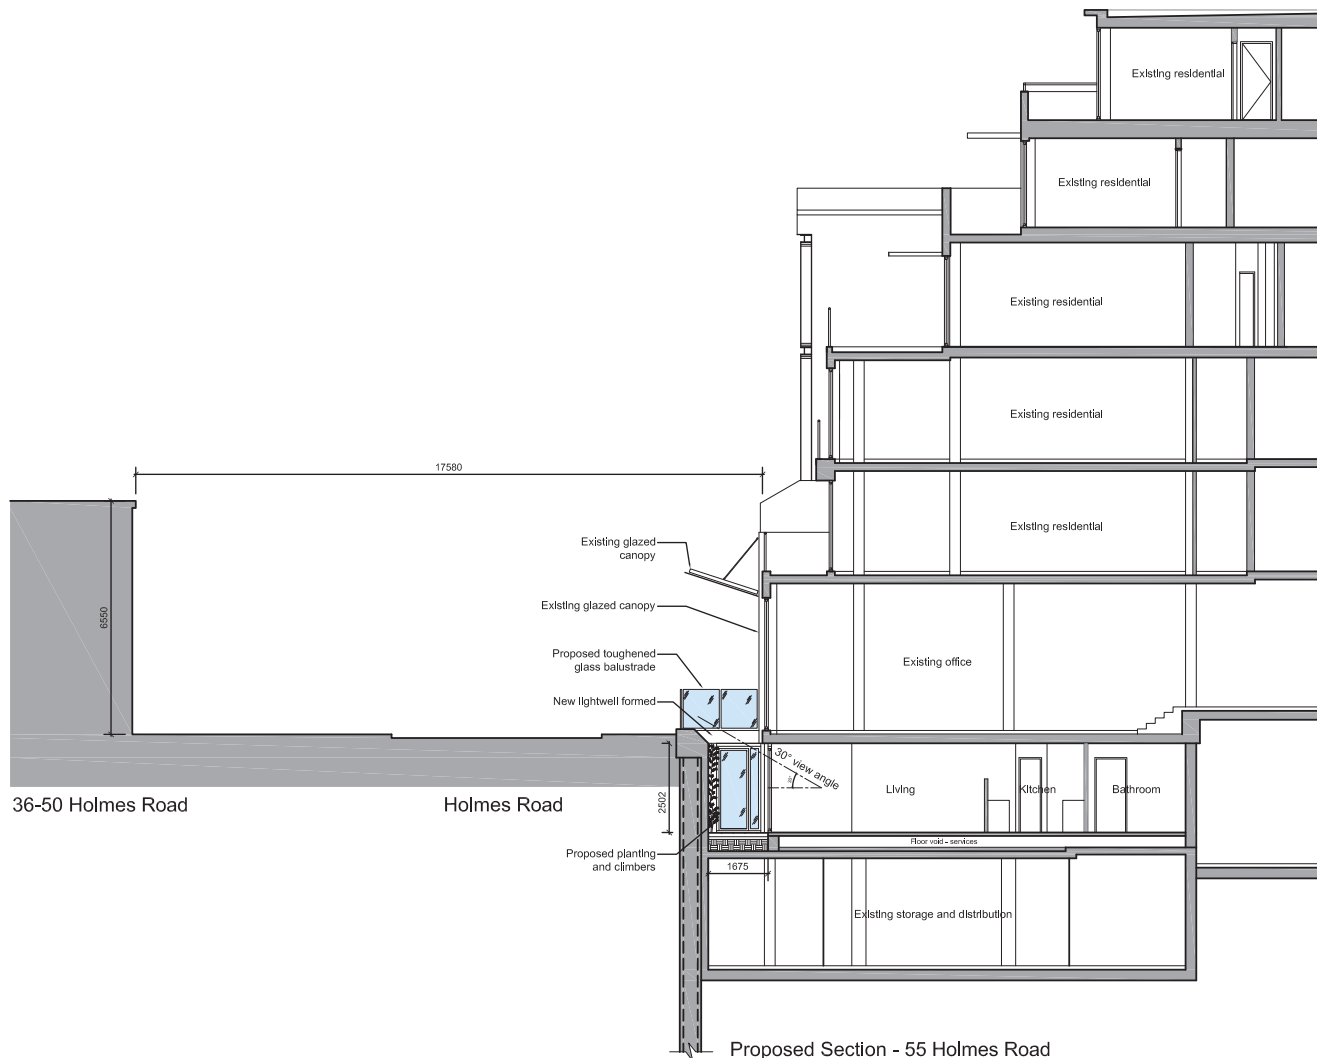 Existing residential
Existing residential
Existing residential
Existing residential
17580
Existing residential
Existing glazed
canopy
6550
Existing glazed canopy
Proposed toughened
glass balustrade
Existing office
New lightwell formed
30° view angle
36-50 Holmes Road
Holmes Road
2502
Living
Kitchen
Bathroom
Floor void - services
Proposed planting
and climbers
1675
Existing storage and distribution
Proposed Section - 55 Holmes Road